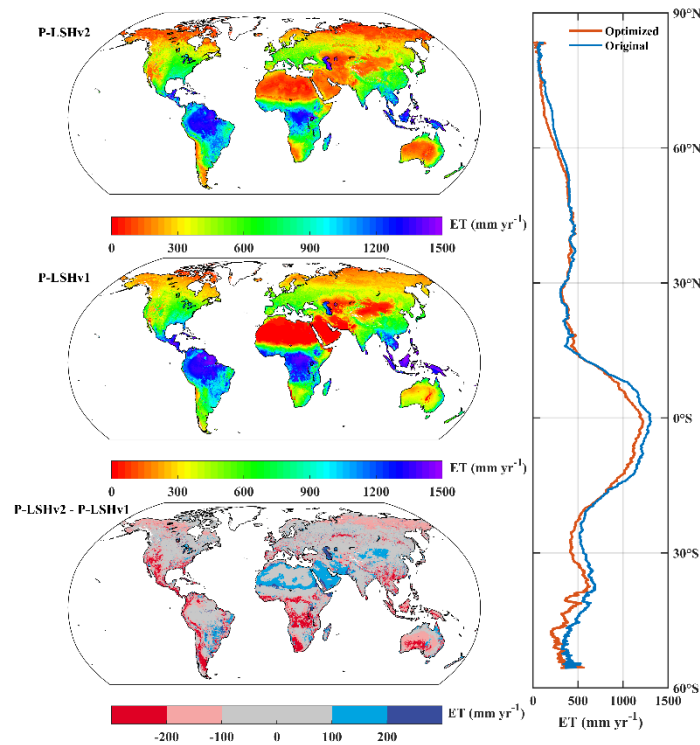 P-LSHv2
ET (mm yr-1)
0 300 600 900 1200 1500
P-LSHv1
ET (mm yr-1)
0 300 600 900 1200 1500
P-LSHv2 - P-LSHv1
ET (mm yr-1)
-200 -100 0 100 200
90°N
Optimized
Original
60°N
30°N
0°S
30°S
60°S
0 500 1000 1500
ET (mm yr-1)